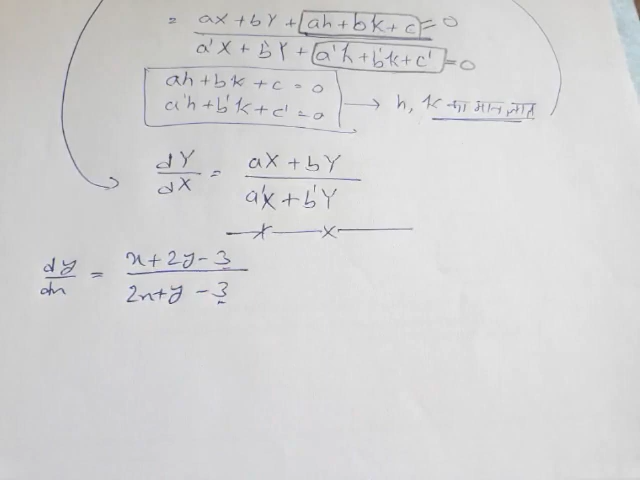 = aX + bY + ah + bk + c = 0
a'X + b'Y + a'h + b'k + c' = 0
ah + bk + c = 0
a'h + b'k + c' = 0 → h, k का मान ज्ञात
dY/dX = aX + bY / a'X + b'Y
dy/dx = x + 2y - 3 / 2x + y - 3